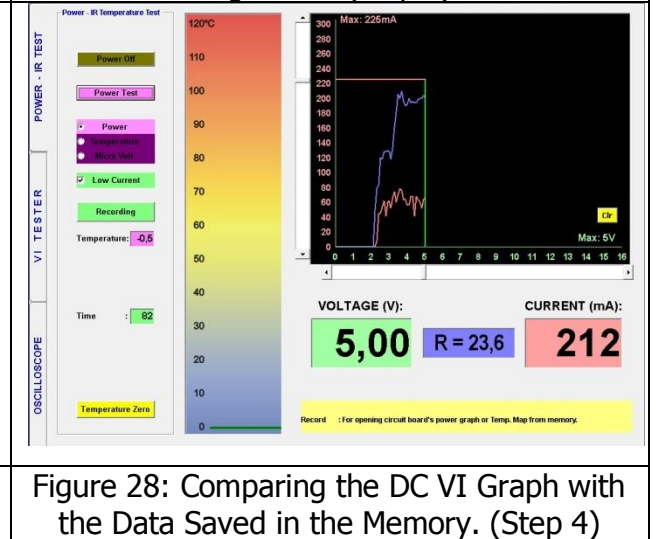 Power - IR Temperature Test
POWER - IR TEST
VI TESTER
OSCILLOSCOPE
Power Off
Power Test
Power
Temperature
Micro Volt
Low Current
Recording
Temperature: -0,5
Time : 82
Temperature Zero
120°C
110
100
90
80
70
60
50
40
30
20
10
0
Max: 225mA
300
280
260
240
220
200
180
160
140
120
100
80
60
40
20
0
Clr
Max: 5V
0 1 2 3 4 5 6 7 8 9 10 11 12 13 14 15 16
VOLTAGE (V):
CURRENT (mA):
5,00
R = 23,6
212
Record : For opening circuit board's power graph or Temp. Map from memory.
Figure 28: Comparing the DC VI Graph with
the Data Saved in the Memory. (Step 4)